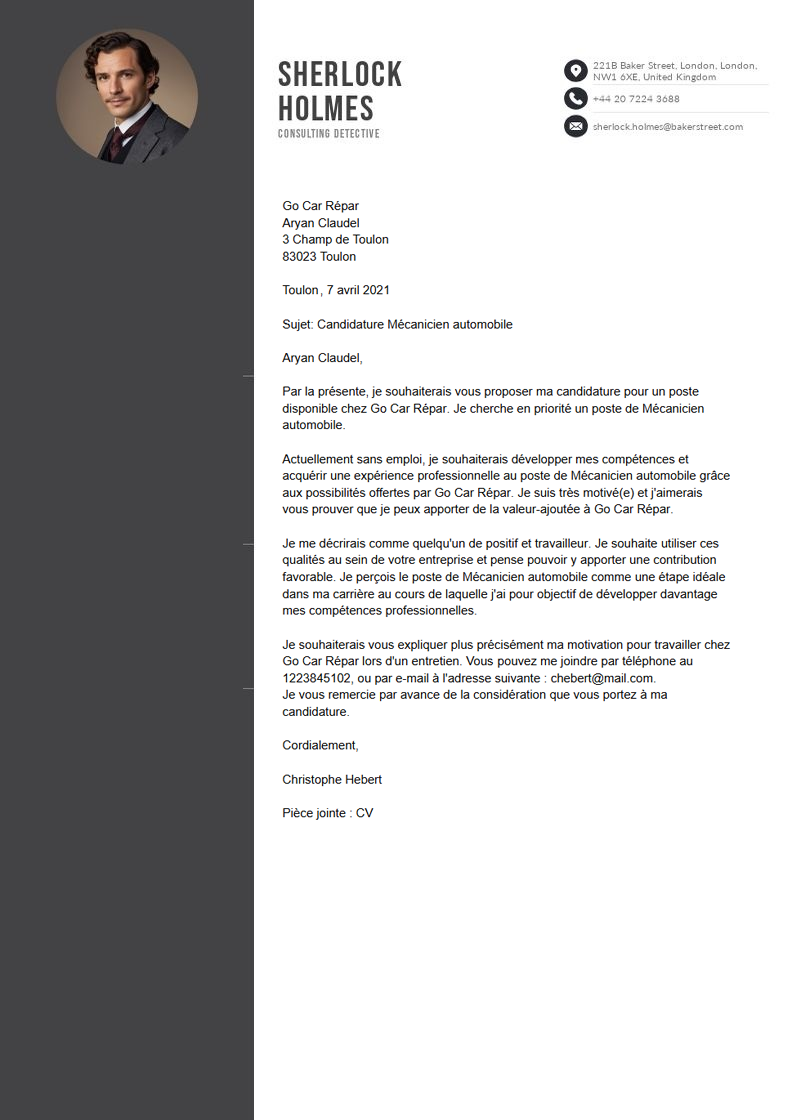 SHERLOCK
HOLMES
CONSULTING DETECTIVE
221B Baker Street, London, London,
NW1 6XE, United Kingdom
+44 20 7224 3688
sherlock.holmes@bakerstreet.com
Go Car Répar
Aryan Claudel
3 Champ de Toulon
83023 Toulon
Toulon, 7 avril 2021
Sujet: Candidature Mécanicien automobile
Aryan Claudel,
Par la présente, je souhaiterais vous proposer ma candidature pour un poste
disponible chez Go Car Répar. Je cherche en priorité un poste de Mécanicien
automobile.
Actuellement sans emploi, je souhaiterais développer mes compétences et
acquérir une expérience professionnelle au poste de Mécanicien automobile grâce
aux possibilités offertes par Go Car Répar. Je suis très motivé(e) et j'aimerais
vous prouver que je peux apporter de la valeur-ajoutée à Go Car Répar.
Je me décrirais comme quelqu'un de positif et travailleur. Je souhaite utiliser ces
qualités au sein de votre entreprise et pense pouvoir y apporter une contribution
favorable. Je perçois le poste de Mécanicien automobile comme une étape idéale
dans ma carrière au cours de laquelle j'ai pour objectif de développer davantage
mes compétences professionnelles.
Je souhaiterais vous expliquer plus précisément ma motivation pour travailler chez
Go Car Répar lors d'un entretien. Vous pouvez me joindre par téléphone au
1223845102, ou par e-mail à l'adresse suivante : chebert@mail.com.
Je vous remercie par avance de la considération que vous portez à ma
candidature.
Cordialement,
Christophe Hebert
Pièce jointe : CV